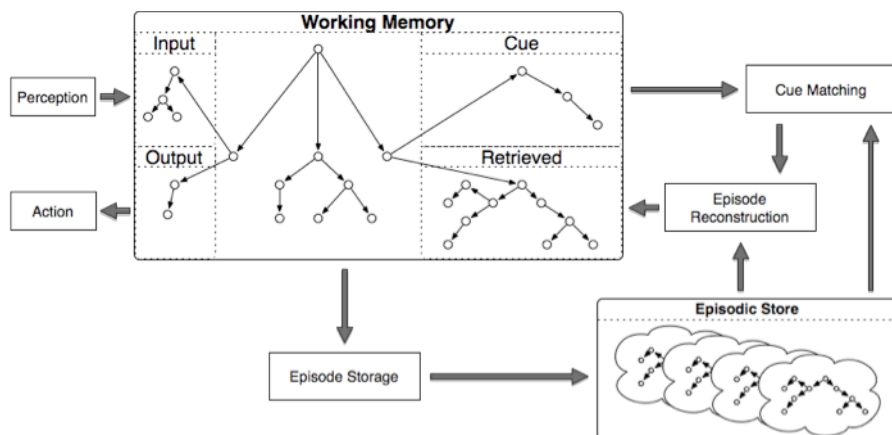 Working Memory
Input
Cue
Perception
Cue Matching
Output
Retrieved
Action
Episode
Reconstruction
Episodic Store
Episode Storage